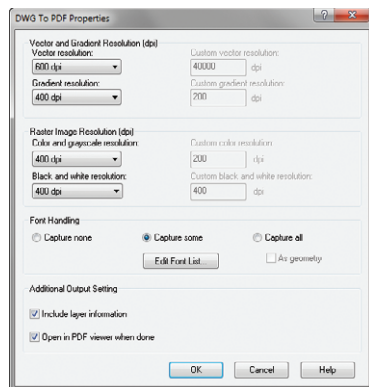 DWG To PDF Properties
Vector and Gradient Resolution (dpi)
Vector resolution:
Custom vector resolution:
600 dpi
40000
dpi
Gradient resolution:
Custom gradient resolution:
400 dpi
200
dpi
Raster Image Resolution (dpi)
Color and grayscale resolution:
Custom color resolution:
400 dpi
200
dpi
Black and white resolution:
Custom black and white resolution:
400 dpi
400
dpi
Font Handling
Capture none
Capture some
Capture all
Edit Font List...
As geometry
Additional Output Setting
Include layer information
Open in PDF viewer when done
OK
Cancel
Help